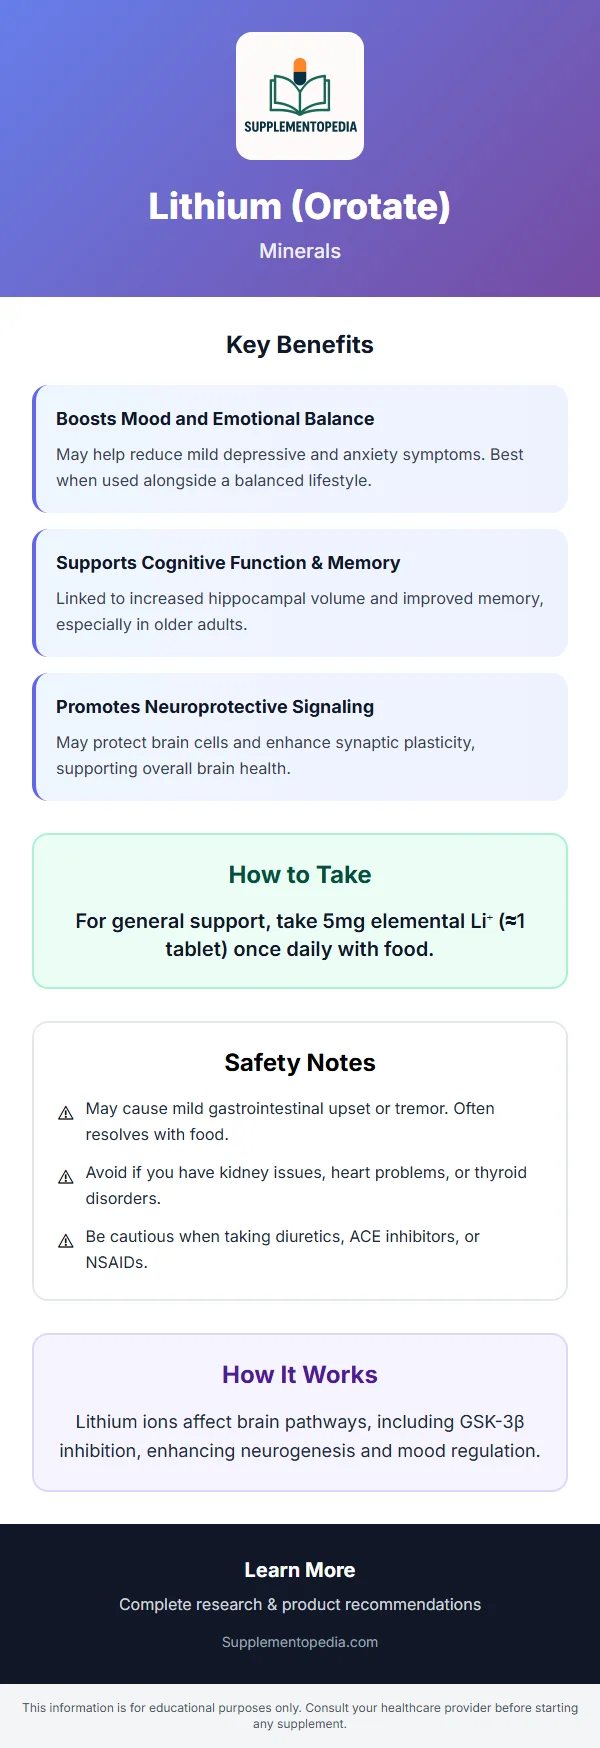 SUPPLEMENTOPEDIA
Lithium (Orotate)
Minerals
Key Benefits
Boosts Mood and Emotional Balance
May help reduce mild depressive and anxiety symptoms. Best
when used alongside a balanced lifestyle.
Supports Cognitive Function & Memory
Linked to increased hippocampal volume and improved memory,
especially in older adults.
Promotes Neuroprotective Signaling
May protect brain cells and enhance synaptic plasticity,
supporting overall brain health.
How to Take
For general support, take 5mg elemental Li⁺ (≈1
tablet) once daily with food.
Safety Notes
⚠ May cause mild gastrointestinal upset or tremor. Often
resolves with food.
⚠ Avoid if you have kidney issues, heart problems, or thyroid
disorders.
⚠ Be cautious when taking diuretics, ACE inhibitors, or
NSAIDs.
How It Works
Lithium ions affect brain pathways, including GSK-3β
inhibition, enhancing neurogenesis and mood regulation.
Learn More
Complete research & product recommendations
Supplementopedia.com
This information is for educational purposes only. Consult your healthcare provider before starting
any supplement.